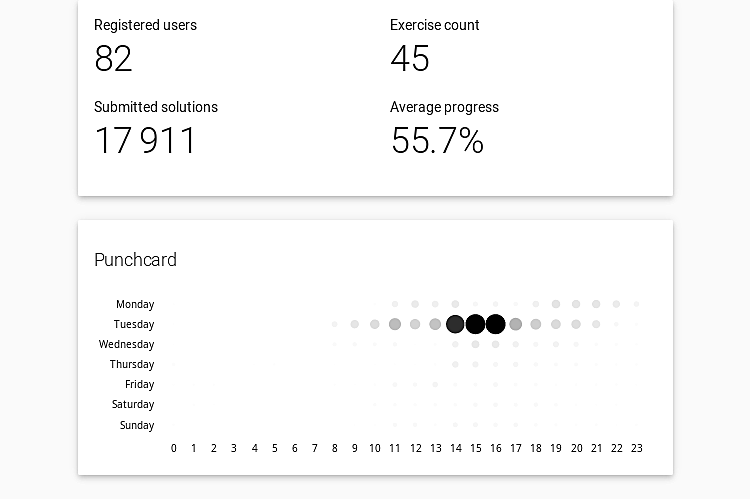 Registered users
Exercise count
82
45
Submitted solutions
Average progress
17 911
55.7%
Punchcard
Monday
Tuesday
Wednesday
Thursday
Friday
Saturday
Sunday
0 1 2 3 4 5 6 7 8 9 10 11 12 13 14 15 16 17 18 19 20 21 22 23